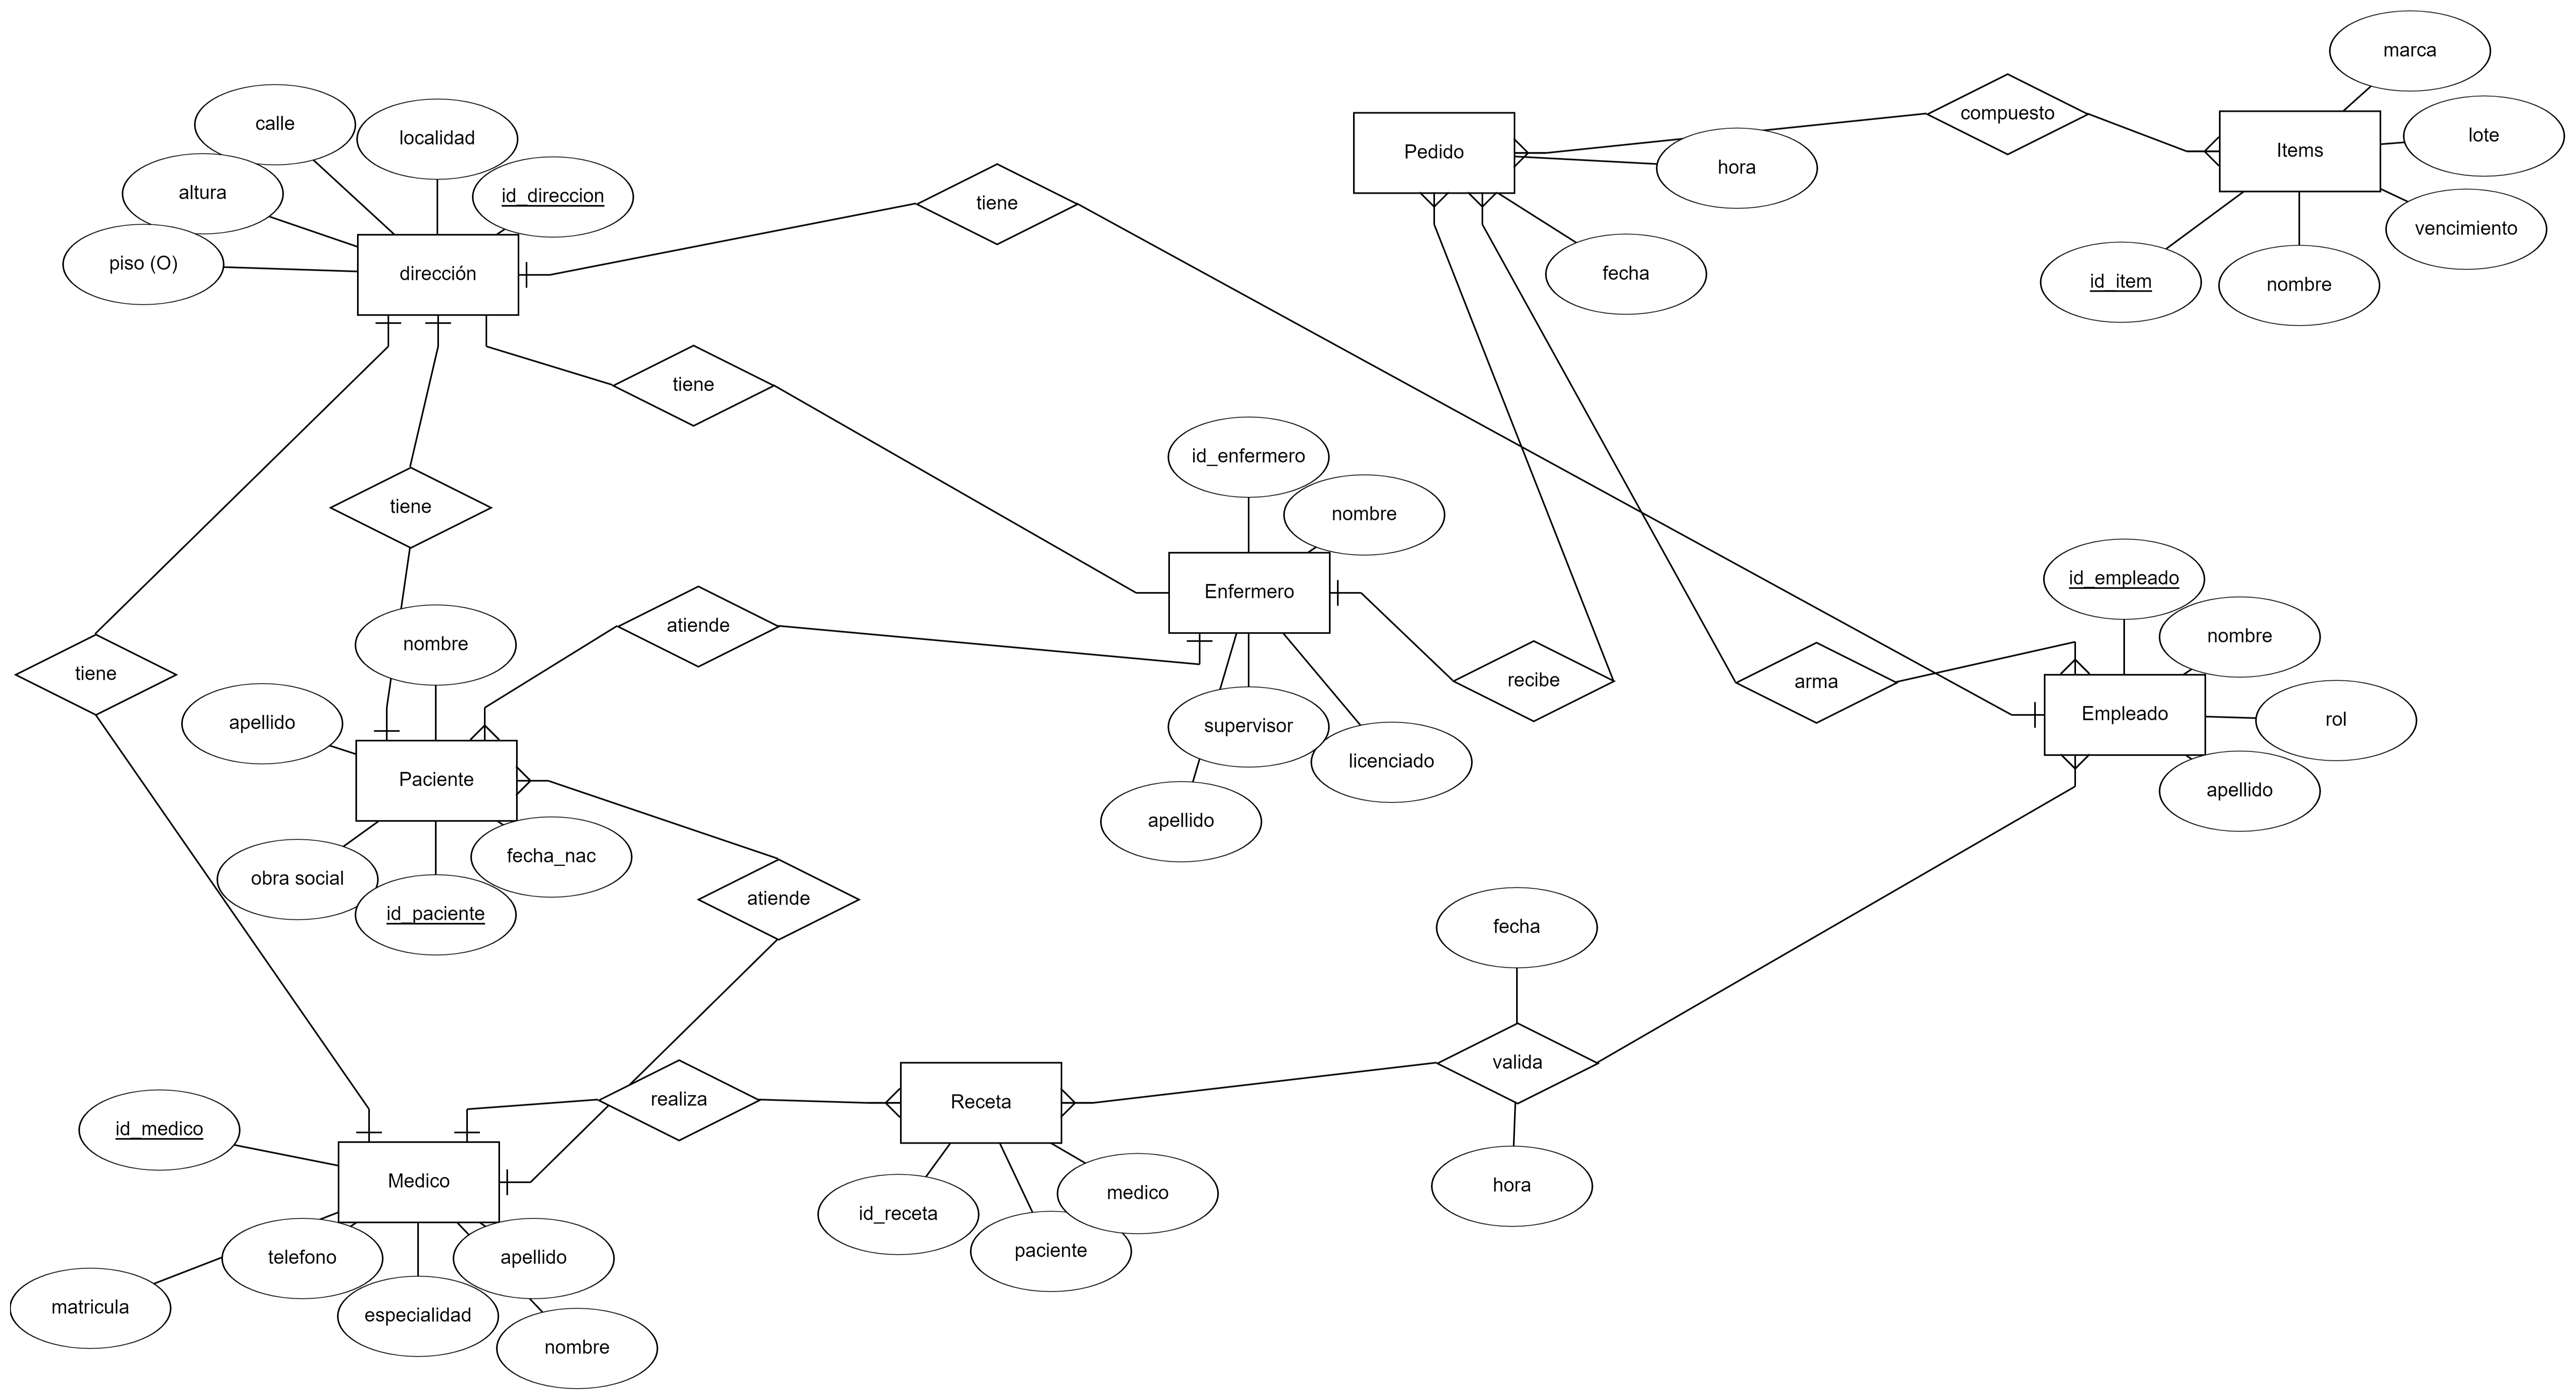 marca
calle
localidad
compuesto
lote
Pedido
hora
Items
altura
id_direccion
tiene
vencimiento
piso (O)
dirección
fecha
id_item
nombre
tiene
id_enfermero
tiene
nombre
Enfermero
id_empleado
nombre
atiende
nombre
tiene
recibe
arma
apellido
supervisor
Empleado
rol
Paciente
licenciado
apellido
apellido
obra social
fecha_nac
id_paciente
atiende
fecha
valida
id_medico
realiza
Receta
Medico
medico
hora
id_receta
telefono
apellido
paciente
matricula
especialidad
nombre